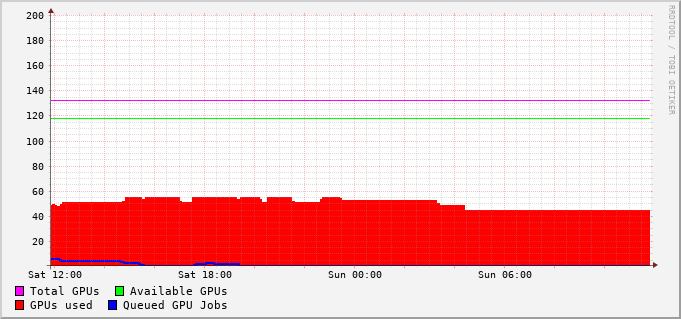 200
180
160
140
120
100
80
60
40
20
Sat 12:00 Sat 18:00 Sun 00:00 Sun 06:00
Total GPUs Available GPUs
GPUs used Queued GPU Jobs
RRDTOOL / TOBI OETIKER